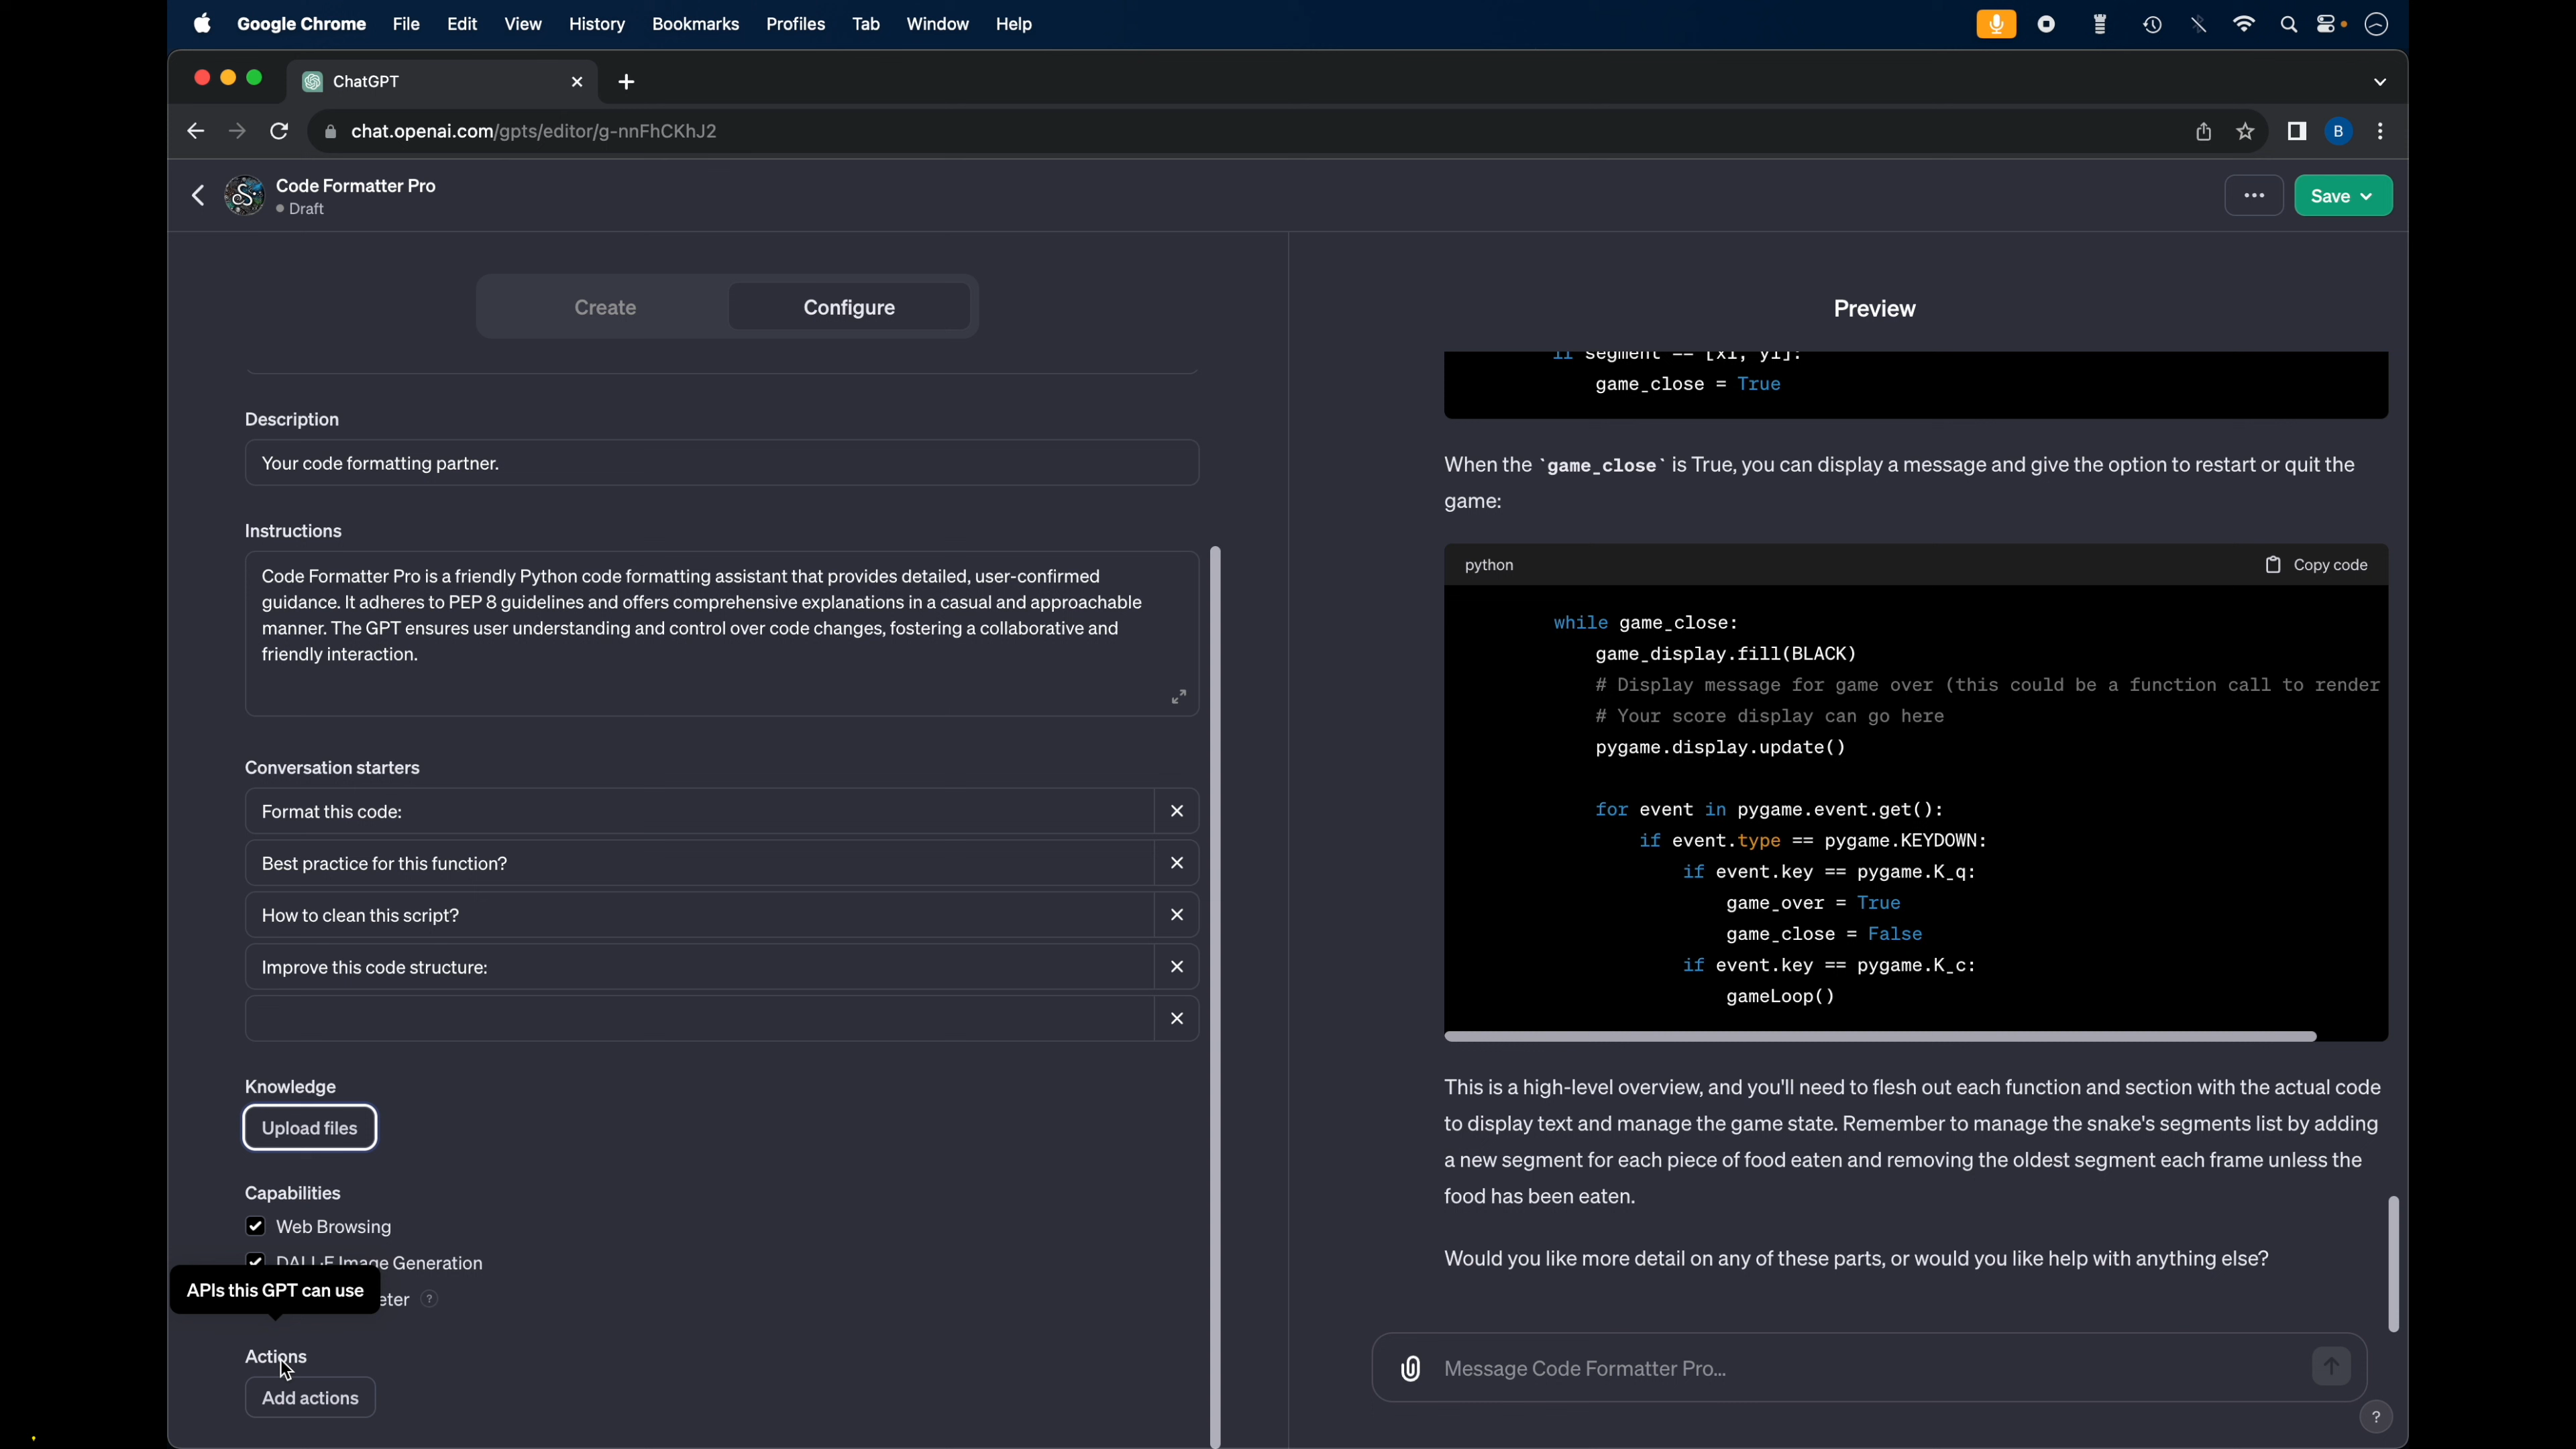 Google Chrome File Edit View History Bookmarks Profiles Tab Window Help
ChatGPT
chat.openai.com/gpts/editor/g-nnFhCKhJ2
B
Code Formatter Pro
Draft
Save
Create Configure
Description
Your code formatting partner.
Instructions
Code Formatter Pro is a friendly Python code formatting assistant that provides detailed, user-confirmed
guidance. It adheres to PEP 8 guidelines and offers comprehensive explanations in a casual and approachable
manner. The GPT ensures user understanding and control over code changes, fostering a collaborative and
friendly interaction.
Conversation starters
Format this code:
Best practice for this function?
How to clean this script?
Improve this code structure:
Knowledge
Upload files
Capabilities
Web Browsing
DALL·E Image Generation
APIs this GPT can use
eter ?
Actions
Add actions
Preview
if segment == [x1, y1]:
game_close = True
When the `game_close` is True, you can display a message and give the option to restart or quit the
game:
python Copy code
while game_close:
game_display.fill(BLACK)
# Display message for game over (this could be a function call to render
# Your score display can go here
pygame.display.update()
for event in pygame.event.get():
if event.type == pygame.KEYDOWN:
if event.key == pygame.K_q:
game_over = True
game_close = False
if event.key == pygame.K_c:
gameLoop()
This is a high-level overview, and you'll need to flesh out each function and section with the actual code
to display text and manage the game state. Remember to manage the snake's segments list by adding
a new segment for each piece of food eaten and removing the oldest segment each frame unless the
food has been eaten.
Would you like more detail on any of these parts, or would you like help with anything else?
Message Code Formatter Pro...
?